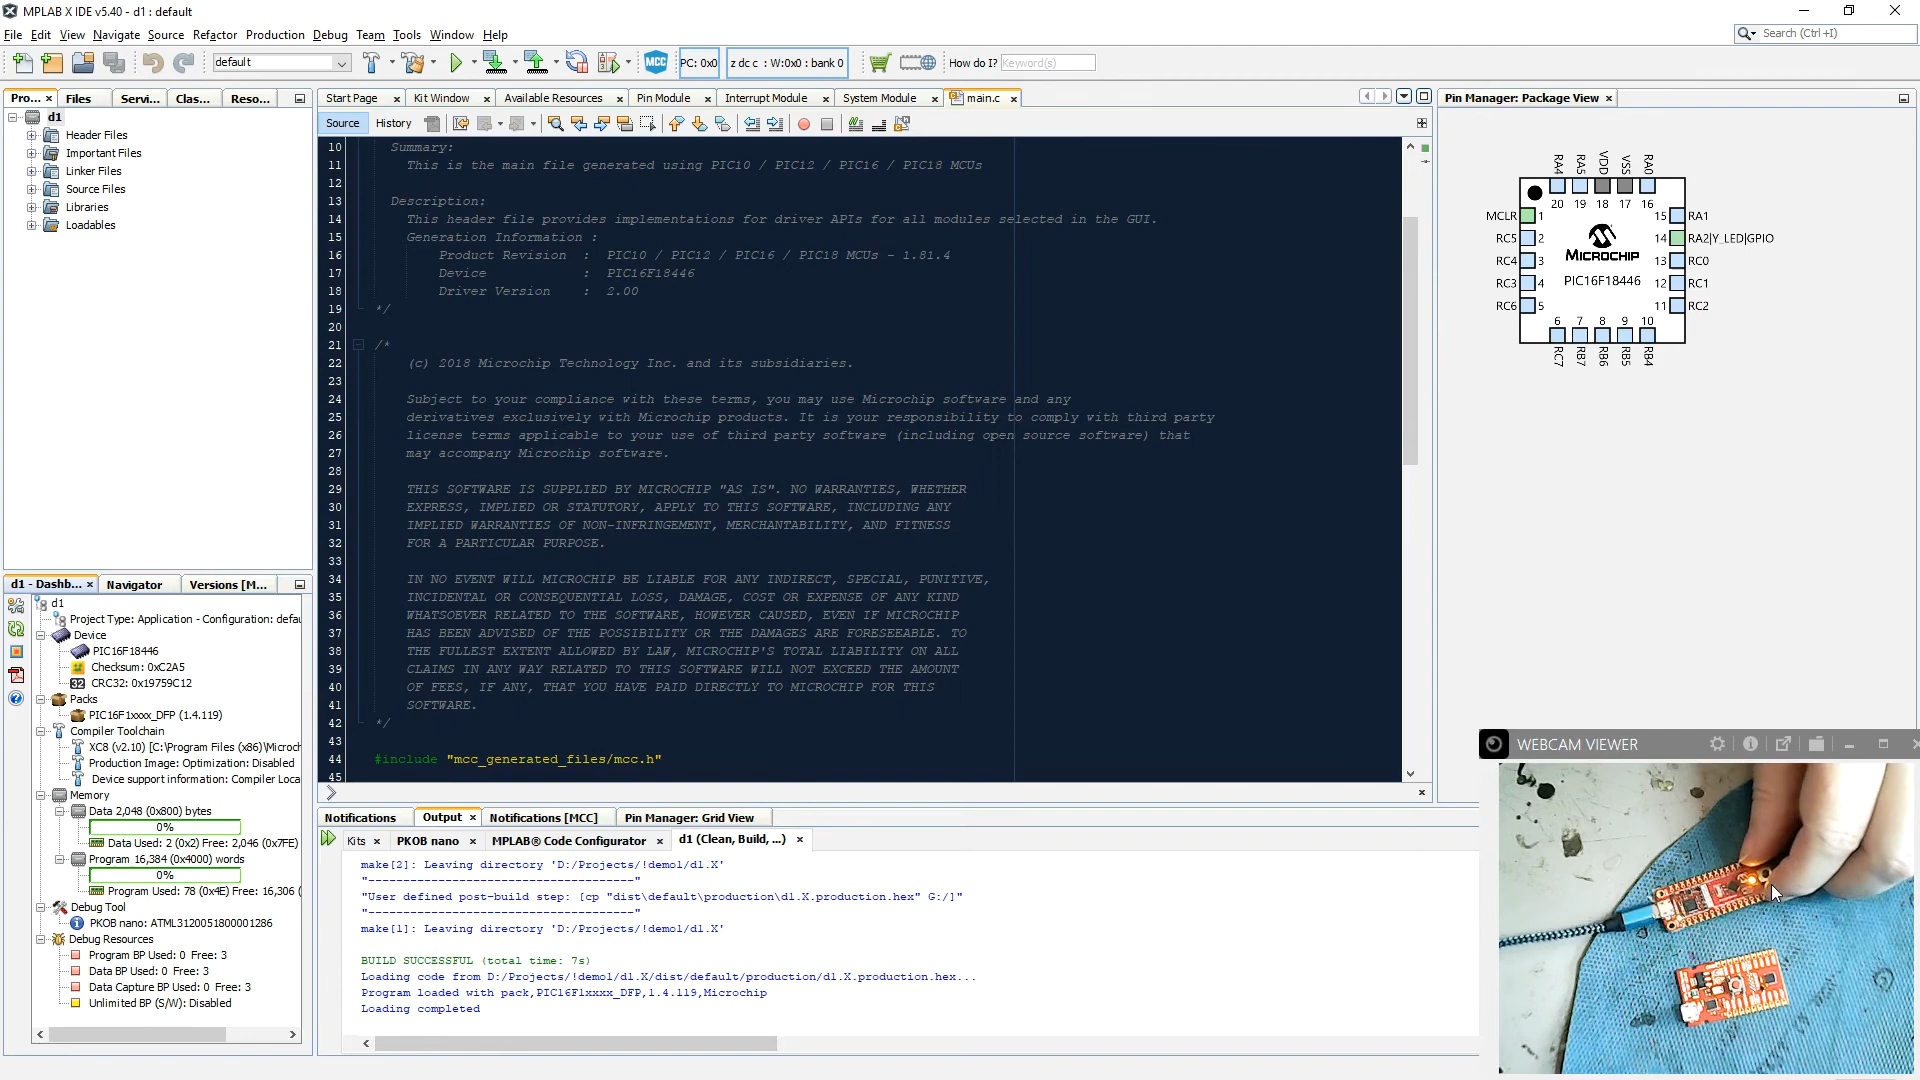 MPLAB X IDE v5.40 - d1 : default
File Edit View Navigate Source Refactor Production Debug Team Tools Window Help
Search (Ctrl+I)
default
MCC
PC: 0x0
z dc c : W:0x0 : bank 0
How do I? Keyword(s)
Pro... Files Servi... Clas... Reso...
d1
Header Files
Important Files
Linker Files
Source Files
Libraries
Loadables
Start Page Kit Window Available Resources Pin Module Interrupt Module System Module main.c
Source History
10 Summary:
11 This is the main file generated using PIC10 / PIC12 / PIC16 / PIC18 MCUs
12
13 Description:
14 This header file provides implementations for driver APIs for all modules selected in the GUI.
15 Generation Information :
16 Product Revision : PIC10 / PIC12 / PIC16 / PIC18 MCUs - 1.81.4
17 Device : PIC16F18446
18 Driver Version : 2.00
19 */
20
21 /*
22 (c) 2018 Microchip Technology Inc. and its subsidiaries.
23
24 Subject to your compliance with these terms, you may use Microchip software and any
25 derivatives exclusively with Microchip products. It is your responsibility to comply with third party
26 license terms applicable to your use of third party software (including open source software) that
27 may accompany Microchip software.
28
29 THIS SOFTWARE IS SUPPLIED BY MICROCHIP "AS IS". NO WARRANTIES, WHETHER
30 EXPRESS, IMPLIED OR STATUTORY, APPLY TO THIS SOFTWARE, INCLUDING ANY
31 IMPLIED WARRANTIES OF NON-INFRINGEMENT, MERCHANTABILITY, AND FITNESS
32 FOR A PARTICULAR PURPOSE.
33
34 IN NO EVENT WILL MICROCHIP BE LIABLE FOR ANY INDIRECT, SPECIAL, PUNITIVE,
35 INCIDENTAL OR CONSEQUENTIAL LOSS, DAMAGE, COST OR EXPENSE OF ANY KIND
36 WHATSOEVER RELATED TO THE SOFTWARE, HOWEVER CAUSED, EVEN IF MICROCHIP
37 HAS BEEN ADVISED OF THE POSSIBILITY OR THE DAMAGES ARE FORESEEABLE. TO
38 THE FULLEST EXTENT ALLOWED BY LAW, MICROCHIP'S TOTAL LIABILITY ON ALL
39 CLAIMS IN ANY WAY RELATED TO THIS SOFTWARE WILL NOT EXCEED THE AMOUNT
40 OF FEES, IF ANY, THAT YOU HAVE PAID DIRECTLY TO MICROCHIP FOR THIS
41 SOFTWARE.
42 */
43
44 #include "mcc_generated_files/mcc.h"
45
Pin Manager: Package View
RA4 RA5 VDD VSS RA0
20 19 18 17 16
MCLR 1 15 RA1
RC5 2 14 RA2|Y_LED|GPIO
MICROCHIP
RC4 3 13 RC0
PIC16F18446
RC3 4 12 RC1
RC6 5 11 RC2
6 7 8 9 10
RC7 RB7 RB6 RB5 RB4
d1 - Dashb... Navigator Versions [M...
d1
Project Type: Application - Configuration: defau
Device
PIC16F18446
Checksum: 0xC2A5
32 CRC32: 0x19759C12
Packs
PIC16F1xxxx_DFP (1.4.119)
Compiler Toolchain
XC8 (v2.10) [C:\Program Files (x86)\Microch
Production Image: Optimization: Disabled
Device support information: Compiler Loca
Memory
Data 2,048 (0x800) bytes
0%
Data Used: 2 (0x2) Free: 2,046 (0x7FE)
Program 16,384 (0x4000) words
0%
Program Used: 78 (0x4E) Free: 16,306 (
Debug Tool
PKOB nano: ATML3120051800001286
Debug Resources
Program BP Used: 0 Free: 3
Data BP Used: 0 Free: 3
Data Capture BP Used: 0 Free: 3
Unlimited BP (S/W): Disabled
Notifications Output Notifications [MCC] Pin Manager: Grid View
Kits PKOB nano MPLAB® Code Configurator d1 (Clean, Build, ...)
make[2]: Leaving directory 'D:/Projects/!demo1/d1.X'
"--------------------------------------"
"User defined post-build step: [cp "dist\default\production\d1.X.production.hex" G:/]"
"--------------------------------------"
make[1]: Leaving directory 'D:/Projects/!demo1/d1.X'
BUILD SUCCESSFUL (total time: 7s)
Loading code from D:/Projects/!demo1/d1.X/dist/default/production/d1.X.production.hex...
Program loaded with pack,PIC16F1xxxx_DFP,1.4.119,Microchip
Loading completed
WEBCAM VIEWER